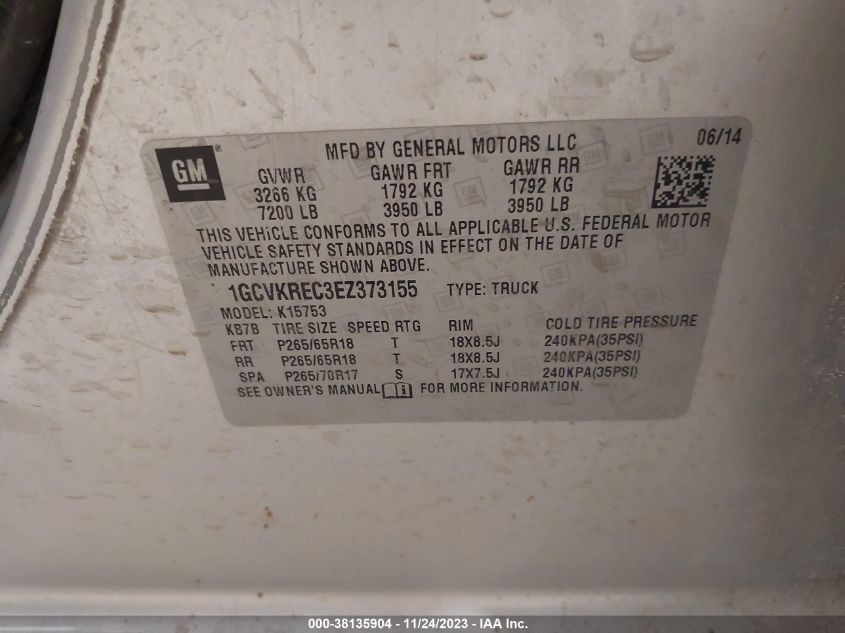 GM
MFD BY GENERAL MOTORS LLC
06/14
GVWR GAWR FRT GAWR RR
3266 KG 1792 KG 1792 KG
7200 LB 3950 LB 3950 LB
THIS VEHICLE CONFORMS TO ALL APPLICABLE U.S. FEDERAL MOTOR
VEHICLE SAFETY STANDARDS IN EFFECT ON THE DATE OF
MANUFACTURE SHOWN ABOVE.
1GCVKREC3EZ373155 TYPE: TRUCK
MODEL: K15753
KB7B TIRE SIZE SPEED RTG RIM COLD TIRE PRESSURE
FRT P265/65R18 T 18X8.5J 240KPA(35PSI)
RR P265/65R18 T 18X8.5J 240KPA(35PSI)
SPA P265/70R17 S 17X7.5J 240KPA(35PSI)
SEE OWNER'S MANUAL FOR MORE INFORMATION.
000-38135904 - 11/24/2023 - IAA Inc.